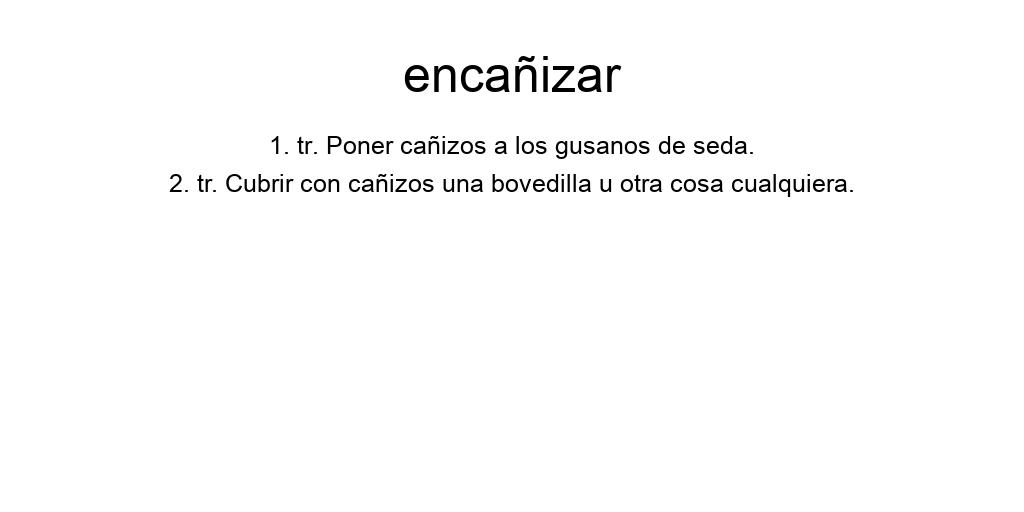 encañizar
1. tr. Poner cañizos a los gusanos de seda.
2. tr. Cubrir con cañizos una bovedilla u otra cosa cualquiera.